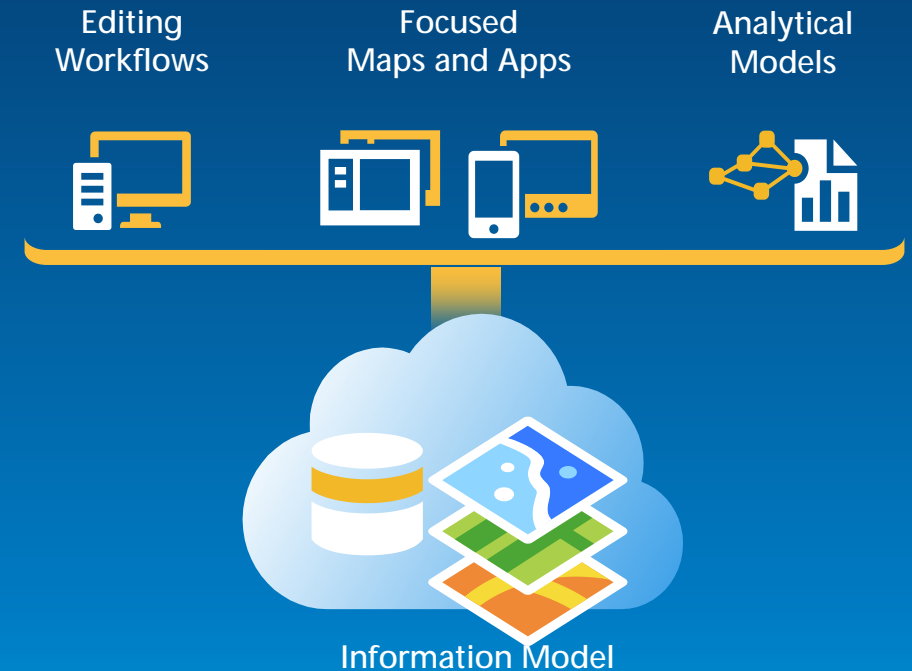 Editing
Workflows
Focused
Maps and Apps
Analytical
Models
Information Model